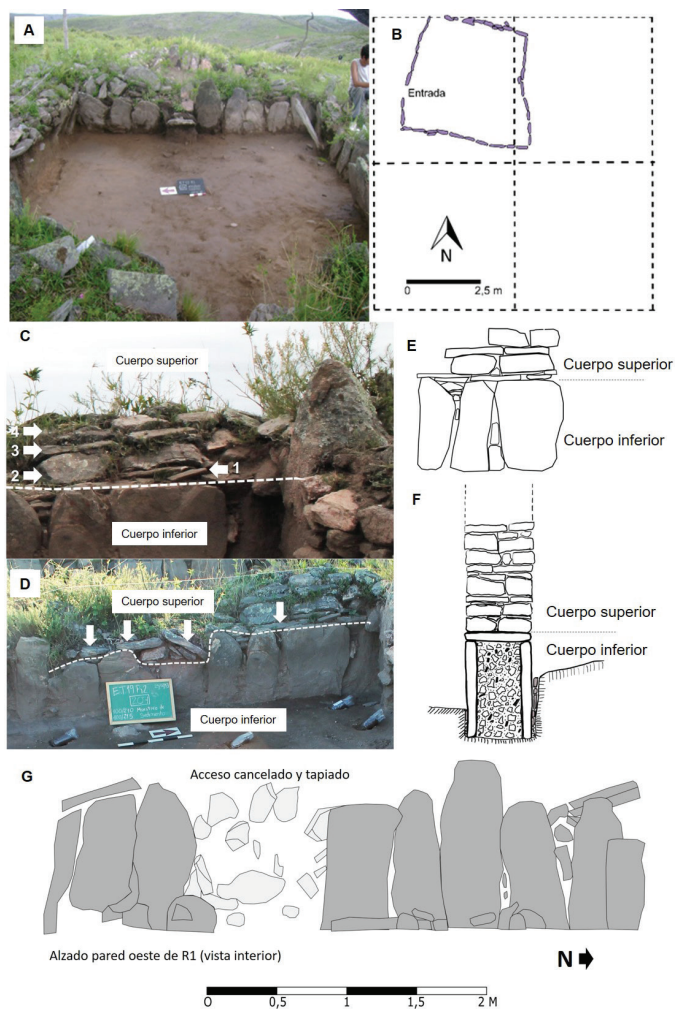 A
B
Entrada
N
0
2,5 m
C
Cuerpo superior
4
3
2
1
Cuerpo inferior
E
Cuerpo superior
Cuerpo inferior
D
Cuerpo superior
Cuerpo inferior
F
Cuerpo superior
Cuerpo inferior
G
Acceso cancelado y tapiado
Alzado pared oeste de R1 (vista interior)
N
O 0,5 1 1,5 2 M